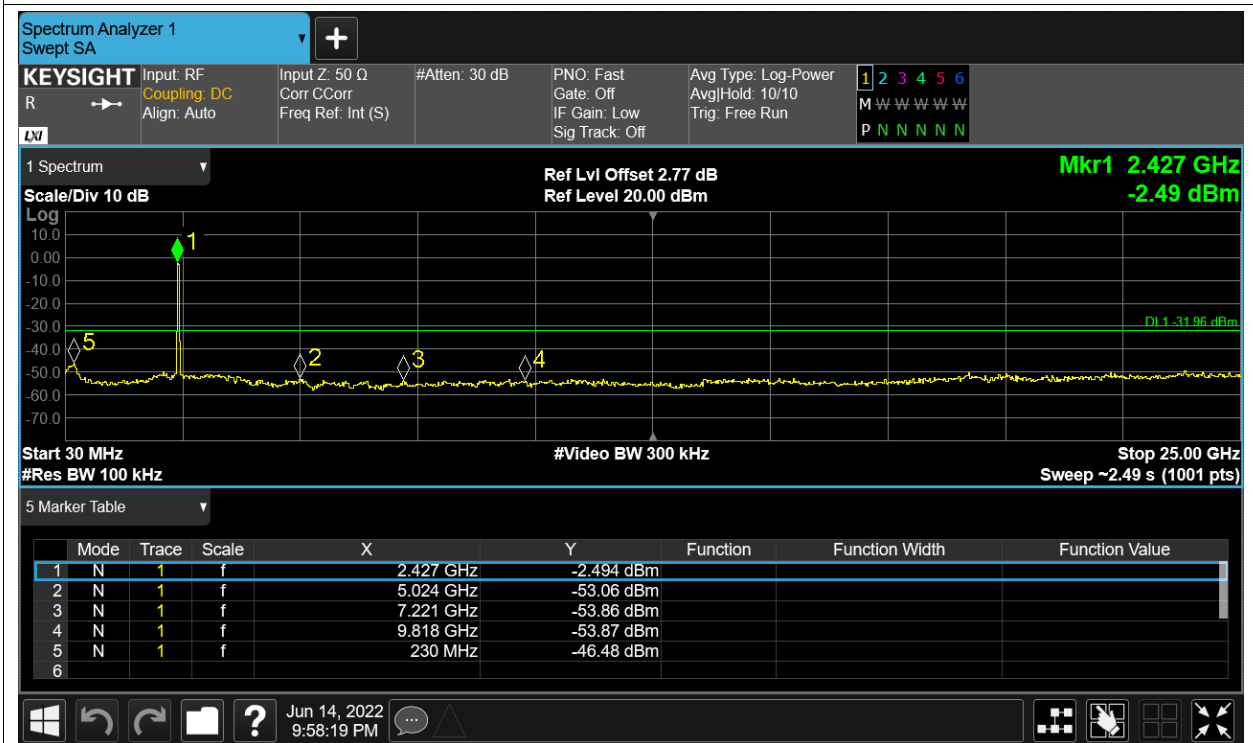 Spectrum Analyzer 1
Swept SA
KEYSIGHT
R
LXI
Input: RF
Coupling: DC
Align: Auto
Input Z: 50 Ω
Corr CCorr
Freq Ref: Int (S)
#Atten: 30 dB
PNO: Fast
Gate: Off
IF Gain: Low
Sig Track: Off
Avg Type: Log-Power
Avg|Hold: 10/10
Trig: Free Run
1 2 3 4 5 6
M W W W W W
P N N N N N
1 Spectrum
Scale/Div 10 dB
Ref Lvl Offset 2.77 dB
Ref Level 20.00 dBm
Mkr1 2.427 GHz
-2.49 dBm
Log
10.0
0.00
-10.0
-20.0
-30.0
-40.0
-50.0
-60.0
-70.0
1
DL1 -31.96 dBm
5
2
3
4
Start 30 MHz
#Video BW 300 kHz
Stop 25.00 GHz
#Res BW 100 kHz
Sweep ~2.49 s (1001 pts)
5 Marker Table
Mode Trace Scale X Y Function Function Width Function Value
1 N 1 f 2.427 GHz -2.494 dBm
2 N 1 f 5.024 GHz -53.06 dBm
3 N 1 f 7.221 GHz -53.86 dBm
4 N 1 f 9.818 GHz -53.87 dBm
5 N 1 f 230 MHz -46.48 dBm
6
?
Jun 14, 2022
9:58:19 PM